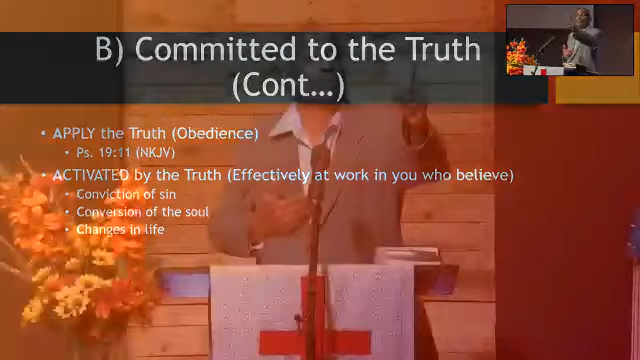 B) Committed to the Truth
(Cont…)
• APPLY the Truth (Obedience)
• Ps. 19:11 (NKJV)
• ACTIVATED by the Truth (Effectively at work in you who believe)
• Conviction of sin
• Conversion of the soul
• Changes in life